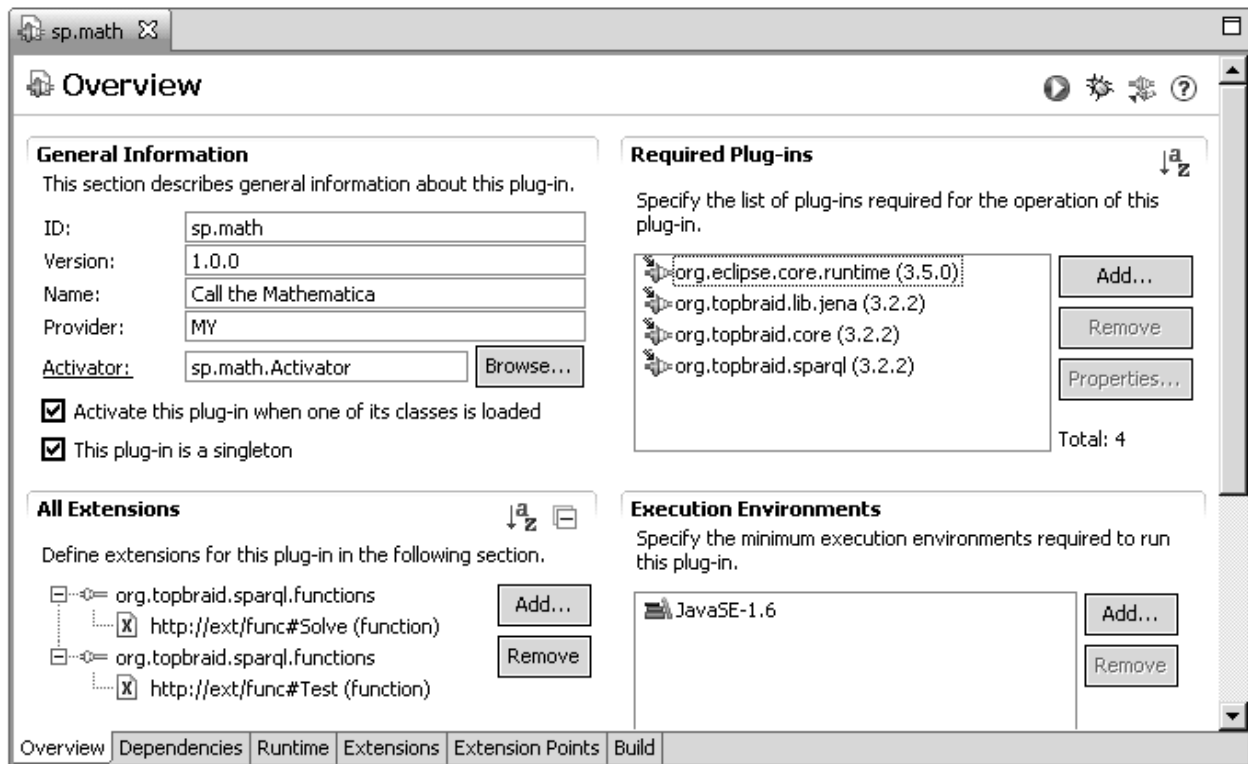 sp.math
Overview
General Information
This section describes general information about this plug-in.
ID:
sp.math
Version:
1.0.0
Name:
Call the Mathematica
Provider:
MY
Activator:
sp.math.Activator
Browse...
Activate this plug-in when one of its classes is loaded
This plug-in is a singleton
Required Plug-ins
Specify the list of plug-ins required for the operation of this
plug-in.
org.eclipse.core.runtime (3.5.0)
org.topbraid.lib.jena (3.2.2)
org.topbraid.core (3.2.2)
org.topbraid.sparql (3.2.2)
Add...
Remove
Properties...
Total: 4
All Extensions
Define extensions for this plug-in in the following section.
org.topbraid.sparql.functions
http://ext/func#Solve (function)
org.topbraid.sparql.functions
http://ext/func#Test (function)
Add...
Remove
Execution Environments
Specify the minimum execution environments required to run
this plug-in.
JavaSE-1.6
Add...
Remove
Overview Dependencies Runtime Extensions Extension Points Build